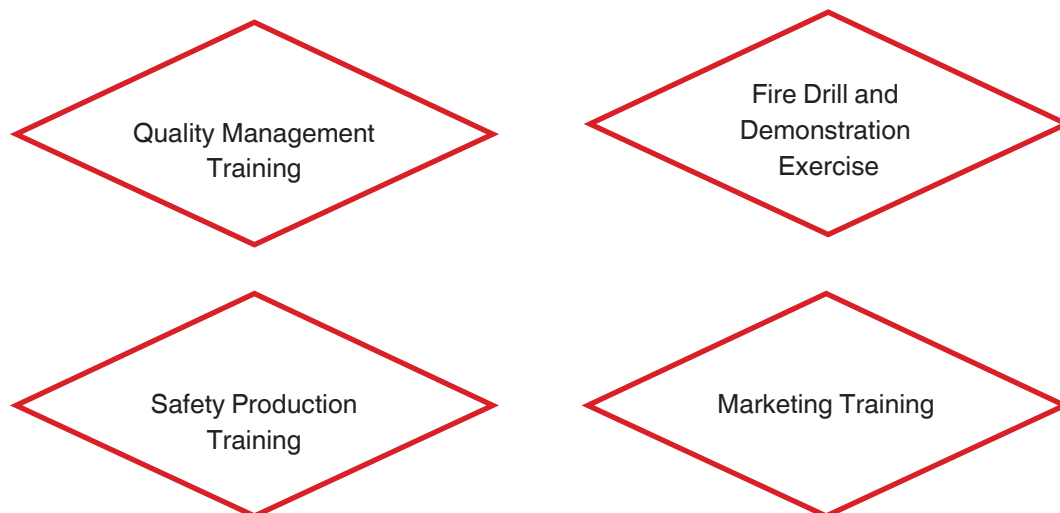 Quality Management
Training
Fire Drill and
Demonstration
Exercise
Safety Production
Training
Marketing Training